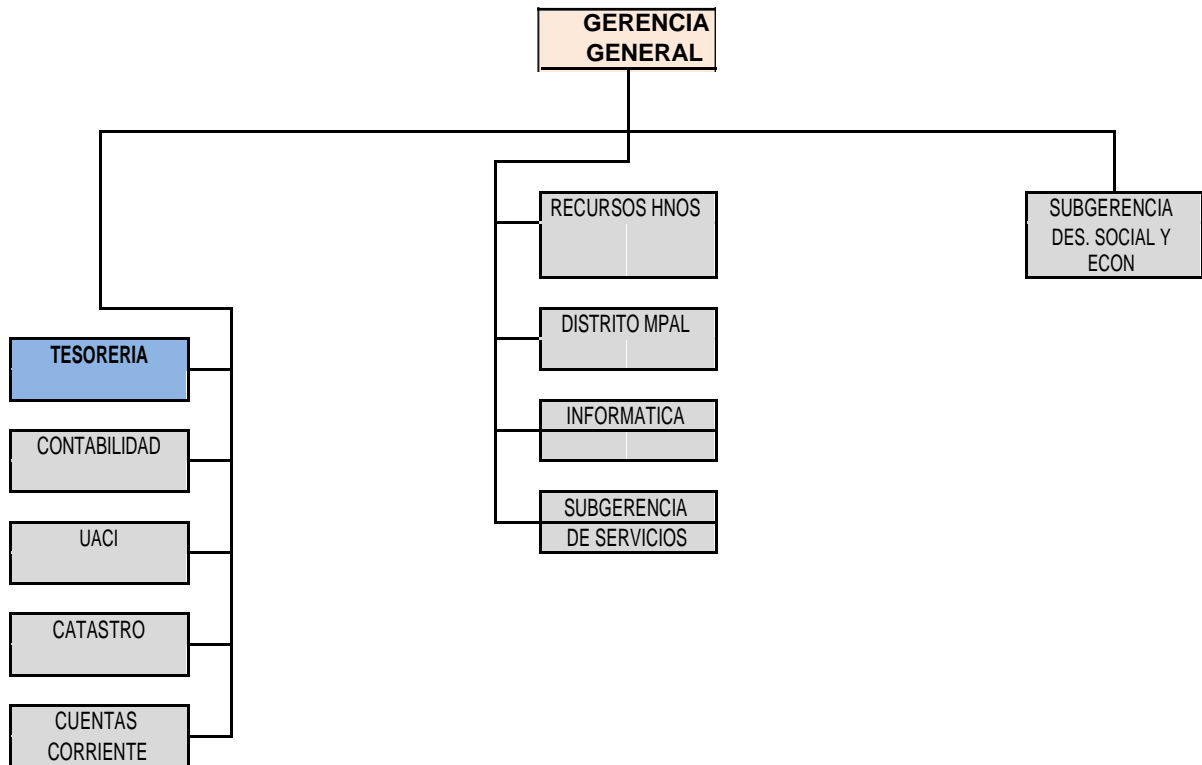 GERENCIA
GENERAL
RECURSOS HNOS
SUBGERENCIA
DES. SOCIAL Y
ECON
DISTRITO MPAL
TESORERIA
INFORMATICA
CONTABILIDAD
SUBGERENCIA
DE SERVICIOS
UACI
CATASTRO
CUENTAS
CORRIENTE